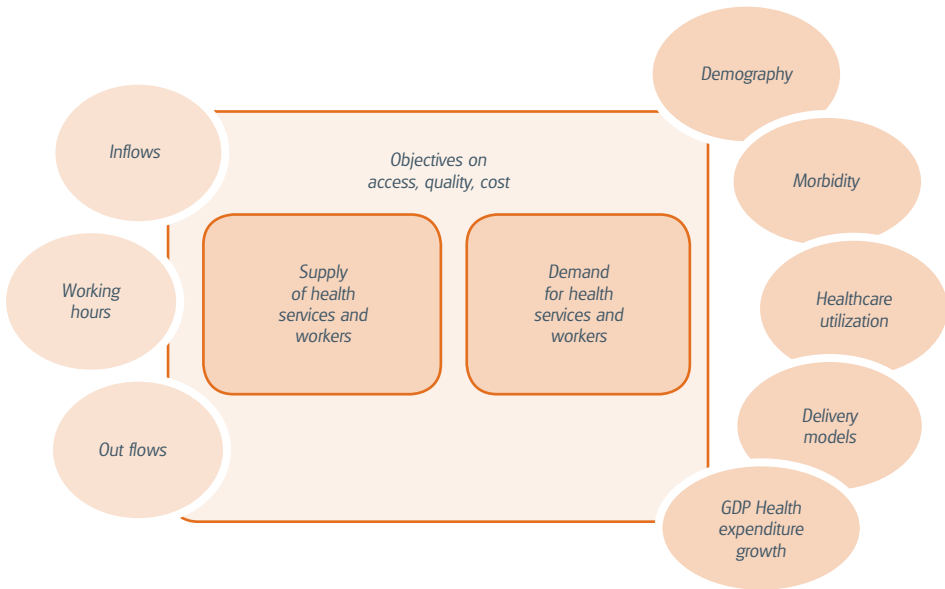 Demography
Inflows
Objectives on
access, quality, cost
Morbidity
Working
hours
Supply
of health
services and
workers
Demand
for health
services and
workers
Healthcare
utilization
Out flows
Delivery
models
GDP Health
expenditure
growth